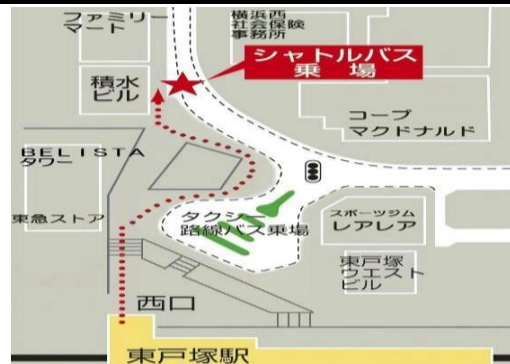 ファミリー
マート
横浜西
社会保険
事務所
シャトルバス
乗場
積水
ビル
コープ
マクドナルド
BELISTA
タワー
東急ストア
タクシー
路線バス乗場
スポーツジム
レアレア
東戸塚
ウエスト
ビル
西口
東戸塚駅